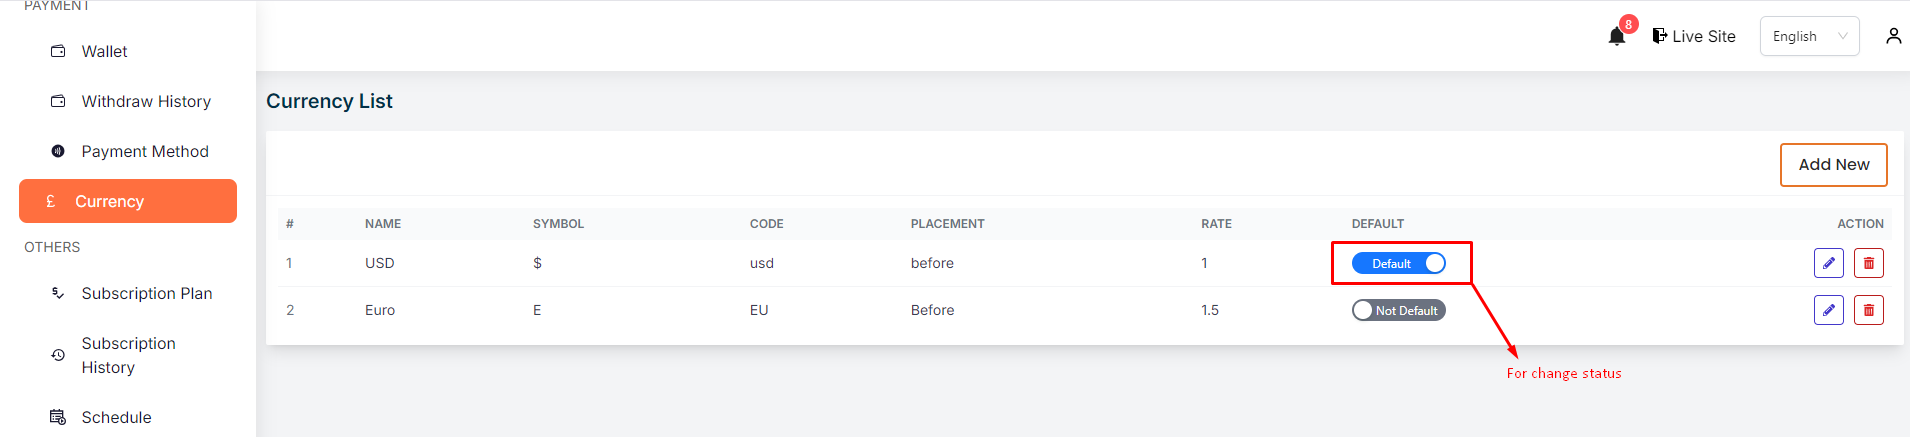 PAYMENT
Wallet
Withdraw History
Payment Method
£ Currency
OTHERS
Subscription Plan
Subscription
History
Schedule
8
Live Site
English
Currency List
Add New
# NAME SYMBOL CODE PLACEMENT RATE DEFAULT ACTION
1 USD $ usd before 1 Default
2 Euro E EU Before 1.5 Not Default
For change status